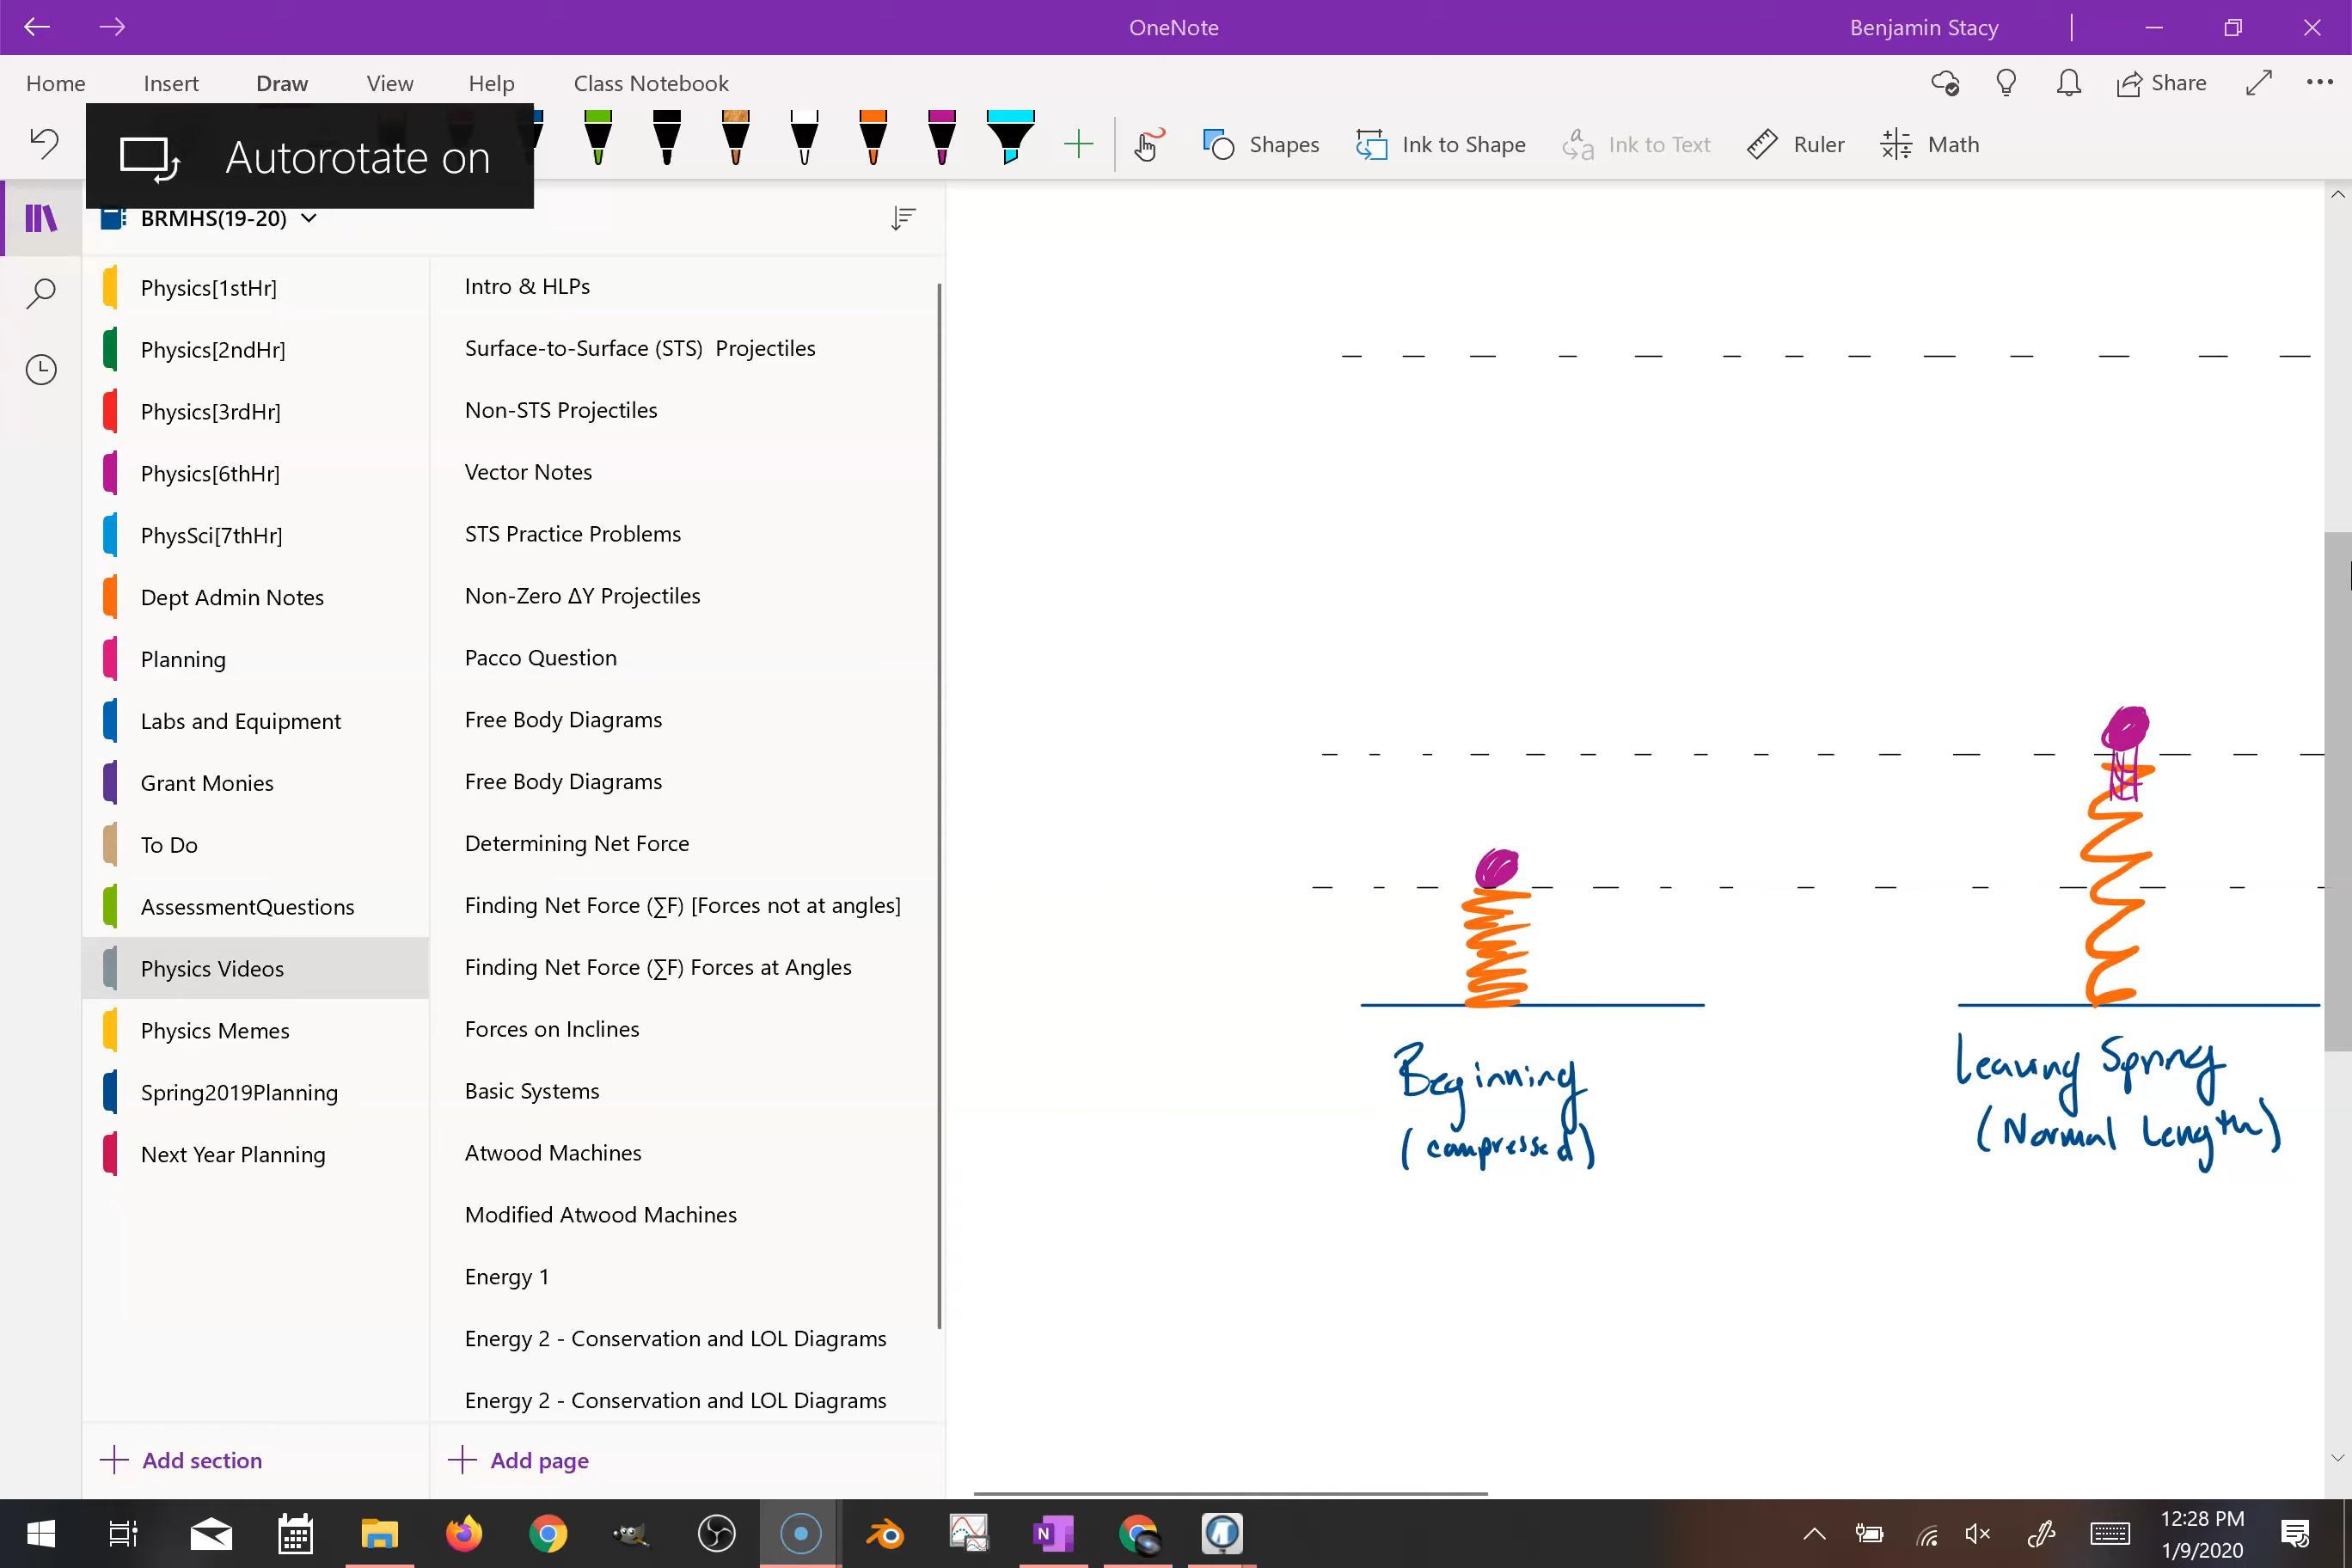 OneNote
Benjamin Stacy
Home Insert Draw View Help Class Notebook
Share
Autorotate on
Shapes Ink to Shape Ink to Text Ruler Math
BRMHS(19-20)
Physics[1stHr]
Physics[2ndHr]
Physics[3rdHr]
Physics[6thHr]
PhysSci[7thHr]
Dept Admin Notes
Planning
Labs and Equipment
Grant Monies
To Do
AssessmentQuestions
Physics Videos
Physics Memes
Spring2019Planning
Next Year Planning
Add section
Intro & HLPs
Surface-to-Surface (STS) Projectiles
Non-STS Projectiles
Vector Notes
STS Practice Problems
Non-Zero ΔY Projectiles
Pacco Question
Free Body Diagrams
Free Body Diagrams
Determining Net Force
Finding Net Force (∑F) [Forces not at angles]
Finding Net Force (∑F) Forces at Angles
Forces on Inclines
Basic Systems
Atwood Machines
Modified Atwood Machines
Energy 1
Energy 2 - Conservation and LOL Diagrams
Energy 2 - Conservation and LOL Diagrams
Add page
Beginning
(compressed)
Leaving Spring
(Normal Length)
12:28 PM
1/9/2020